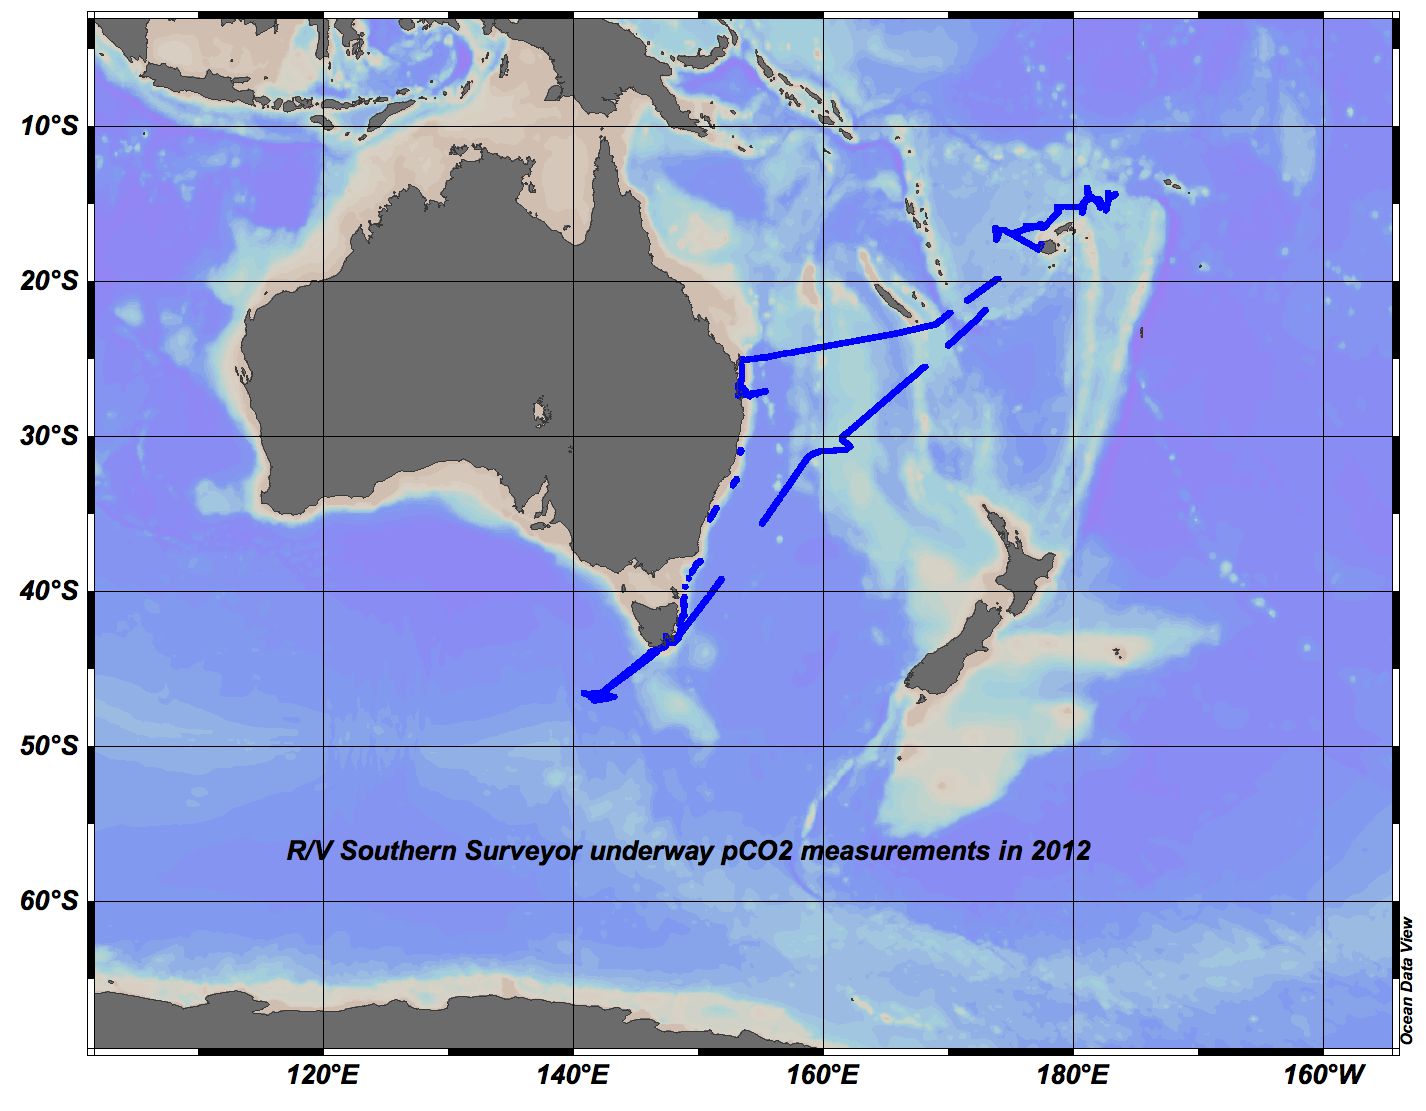 10°S
20°S
30°S
40°S
50°S
R/V Southern Surveyor underway pCO2 measurements in 2012
60°S
Ocean Data View
120°E
140°E
160°E
180°E
160°W